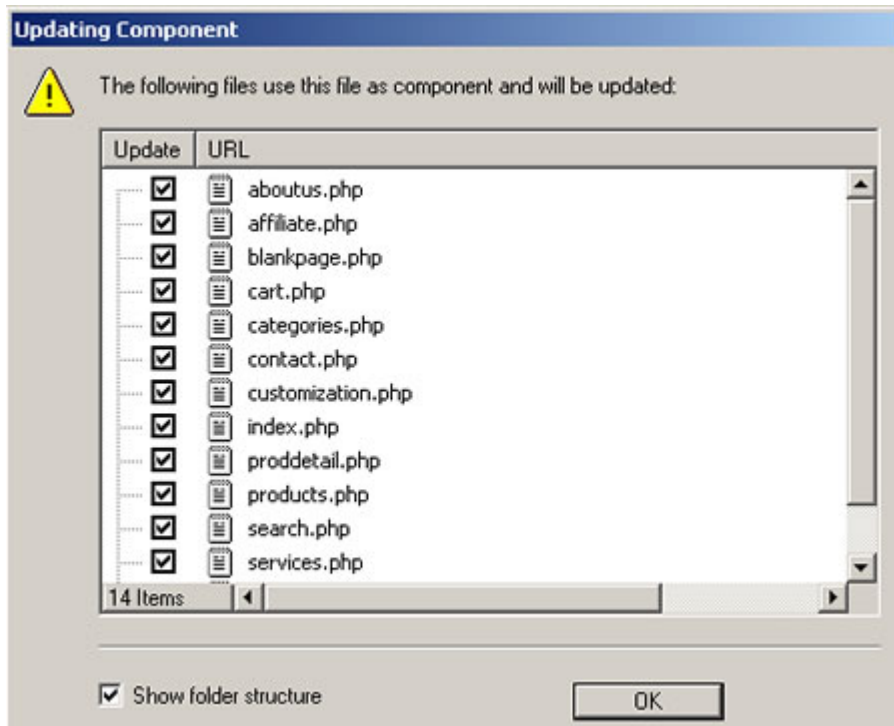 Updating Component
The following files use this file as component and will be updated:
Update URL
aboutus.php
affiliate.php
blankpage.php
cart.php
categories.php
contact.php
customization.php
index.php
proddetail.php
products.php
search.php
services.php
14 Items
Show folder structure
OK